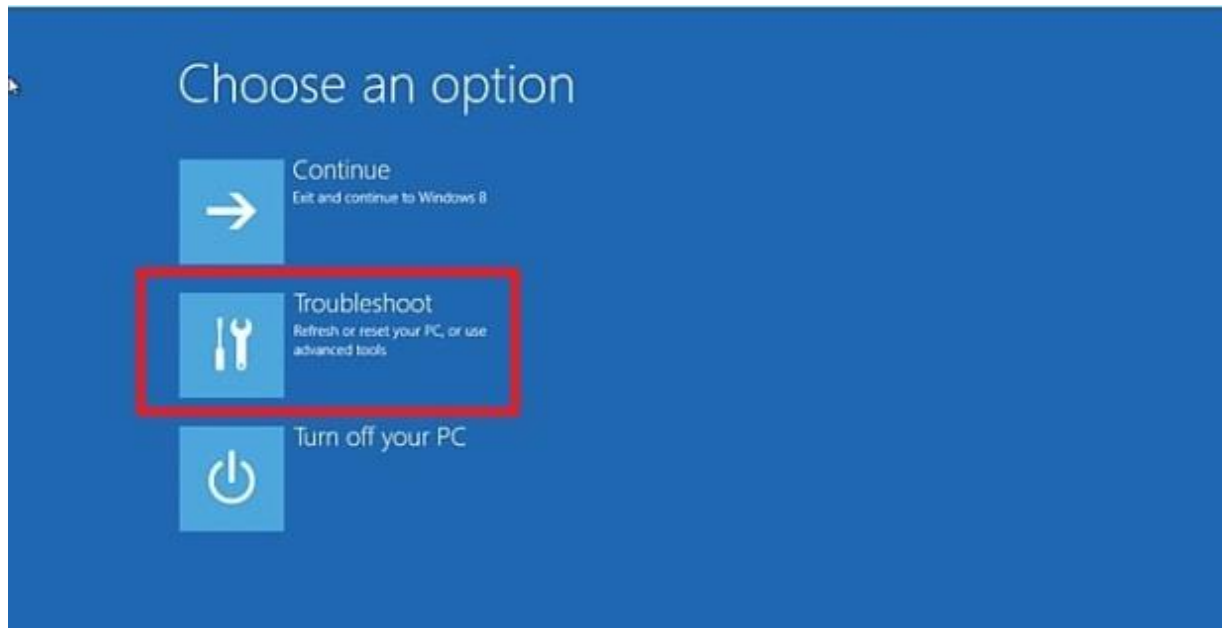 Choose an option
Continue
Exit and continue to Windows 8
Troubleshoot
Refresh or reset your PC, or use
advanced tools
Turn off your PC